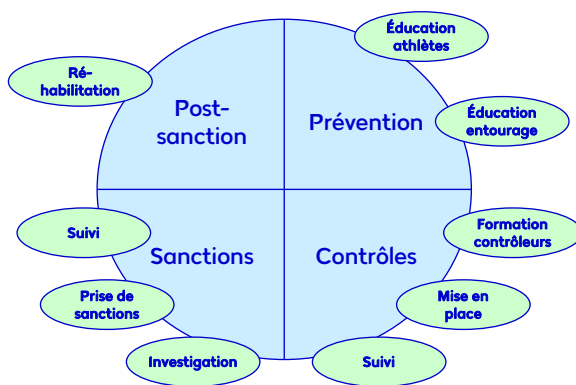 Éducation
athlètes
Ré-
habilitation
Post-
sanction
Prévention
Éducation
entourage
Suivi
Sanctions
Contrôles
Formation
contrôleurs
Prise de
sanctions
Mise en
place
Investigation
Suivi